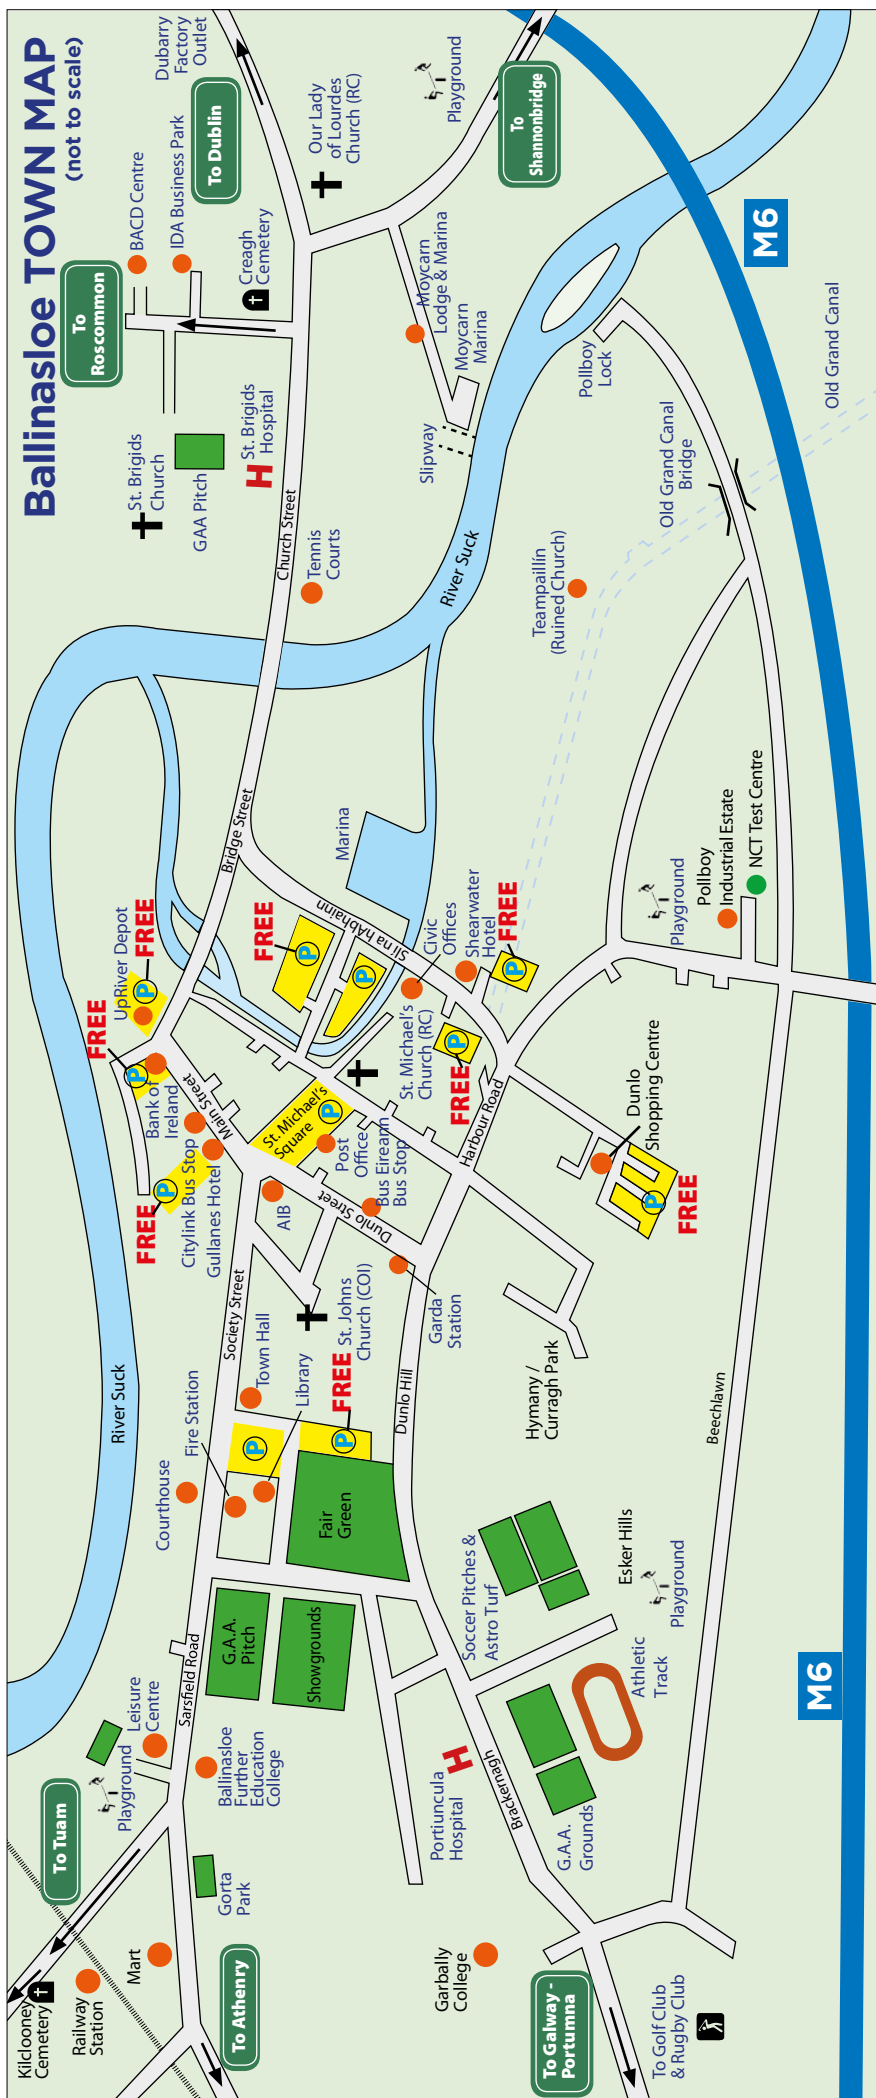 Ballinasloe TOWN MAP
(not to scale)
Dubarry
Factory
Outlet
To Dublin
BACD Centre
IDA Business Park
To
Roscommon
Creagh
Cemetery
Our Lady
of Lourdes
Church (RC)
Playground
To
Shannonbridge
St. Brigids
Church
GAA Pitch
H
St. Brigids
Hospital
Church Street
Tennis
Courts
Moycarn
Lodge & Marina
Moycarn
Marina
Slipway
River Suck
M6
Pollboy
Lock
Old Grand Canal
Old Grand Canal
Bridge
Teampaillín
(Ruined Church)
Bridge Street
Marina
Slí na hAbhainn
UpRiver Depot
P
FREE
FREE
P
Bank of
Ireland
Main Street
FREE
P
P
Civic
Offices
Shearwater
Hotel
FREE
P
St. Michael's
Church (RC)
P
FREE
Harbour Road
St. Michael's
Square
P
Post
Office
Bus Eireann
Bus Stop
Dunlo Street
AIB
Citylink Bus Stop
Gullanes Hotel
P
FREE
Playground
Pollboy
Industrial Estate
NCT Test Centre
Dunlo
Shopping Centre
P
FREE
River Suck
Society Street
Town Hall
Library
Fire Station
Courthouse
St. Johns
Church (COI)
FREE
P
P
Garda
Station
Dunlo Hill
Hymany /
Curragh Park
Beechlawn
Fair
Green
G.A.A.
Pitch
Showgrounds
Sarsfield Road
Leisure
Centre
Playground
Ballinasloe
Further
Education
College
Soccer Pitches &
Astro Turf
Esker Hills
Playground
Athletic
Track
M6
Portiuncula
Hospital
H
Brackernagh
G.A.A.
Grounds
To Tuam
Gorta
Park
Mart
Kilclooney
Cemetery
Railway
Station
To Athenry
Garbally
College
To Galway -
Portumna
To Golf Club
& Rugby Club